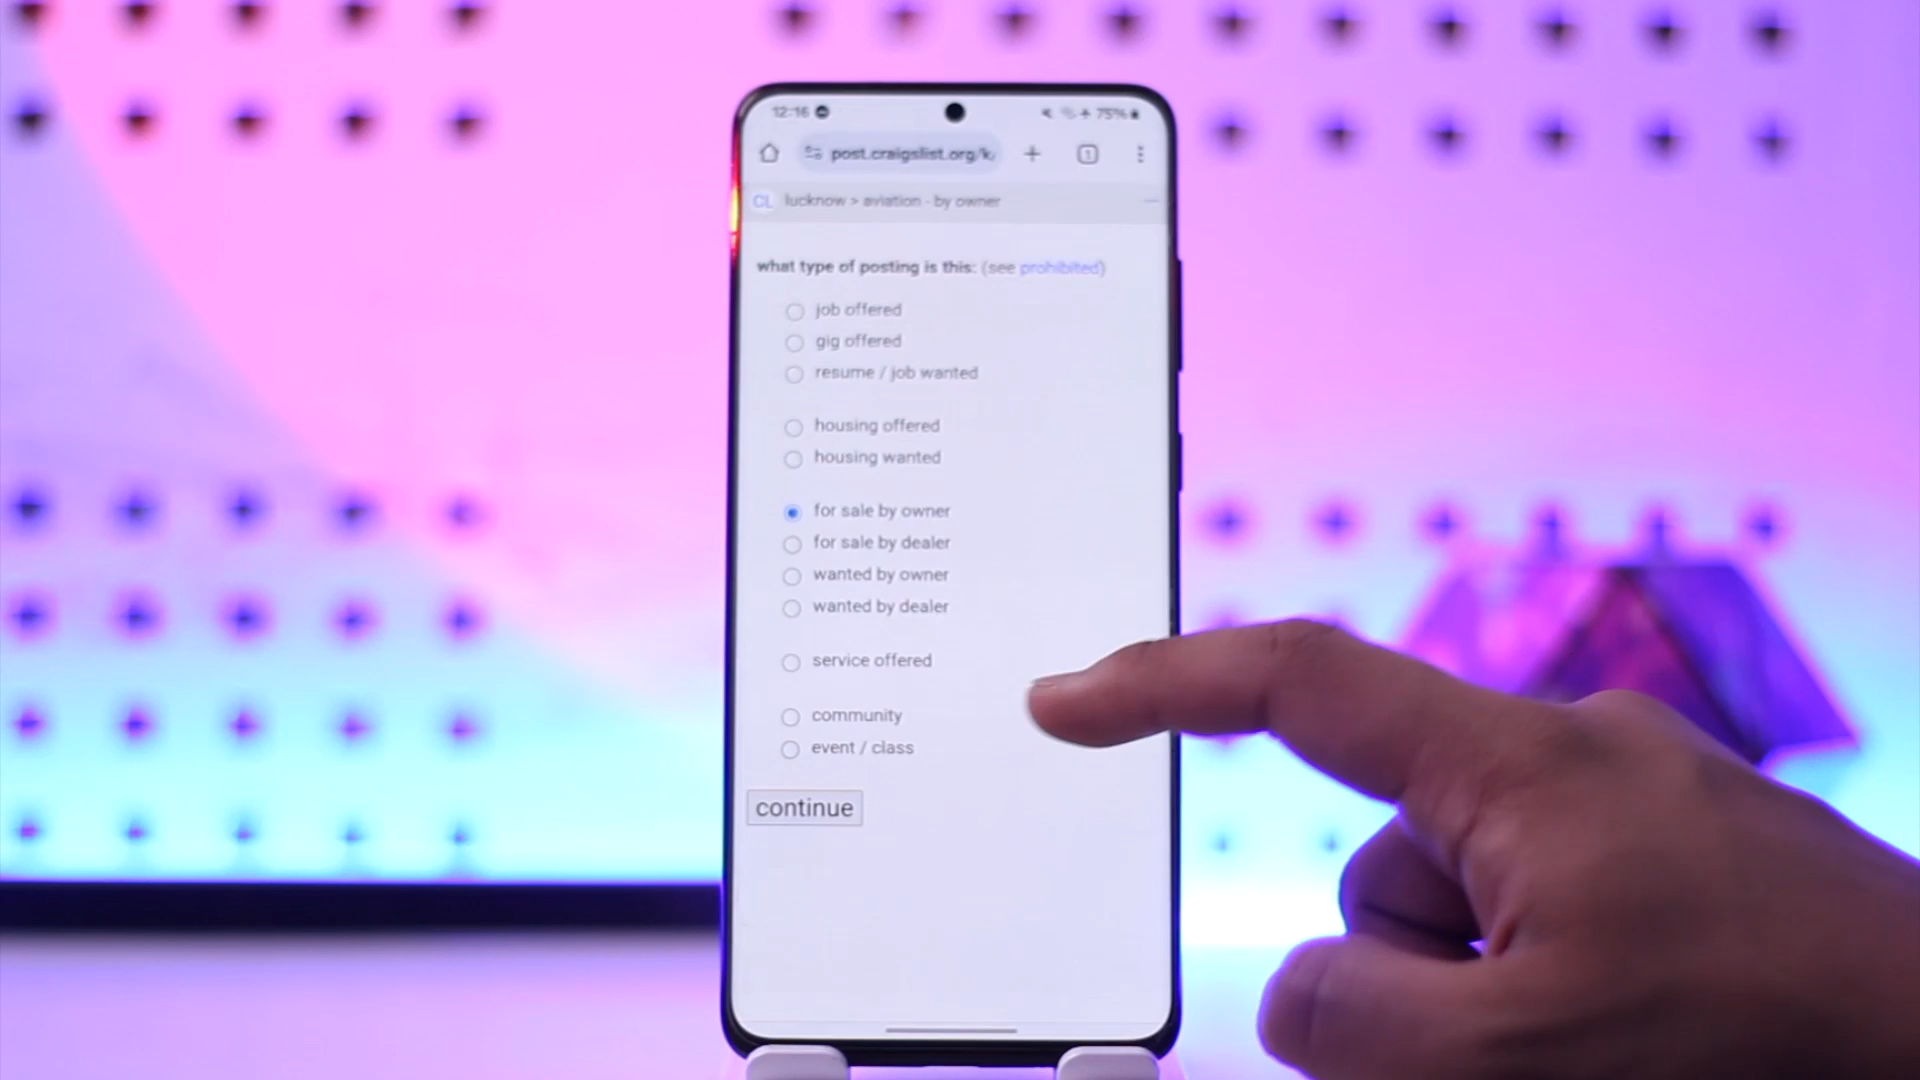 12:16
75%
post.craigslist.org/k
1
CL lucknow > aviation - by owner
what type of posting is this: (see prohibited)
job offered
gig offered
resume / job wanted
housing offered
housing wanted
for sale by owner
for sale by dealer
wanted by owner
wanted by dealer
service offered
community
event / class
continue